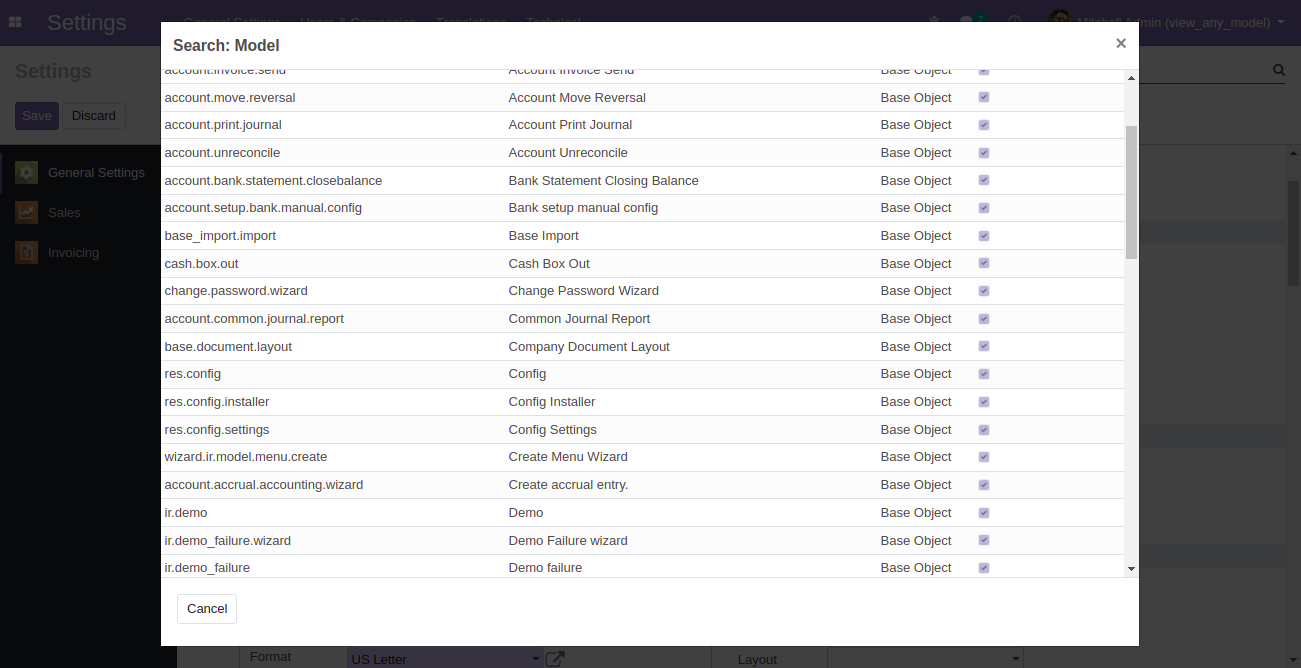 Settings General Settings Users & Companies Translations Technical Mitchell Admin (view_any_model)
Search: Model ×
Settings
Save Discard
General Settings
Sales
Invoicing
account.invoice.send Account Invoice Send Base Object
account.move.reversal Account Move Reversal Base Object
account.print.journal Account Print Journal Base Object
account.unreconcile Account Unreconcile Base Object
account.bank.statement.closebalance Bank Statement Closing Balance Base Object
account.setup.bank.manual.config Bank setup manual config Base Object
base_import.import Base Import Base Object
cash.box.out Cash Box Out Base Object
change.password.wizard Change Password Wizard Base Object
account.common.journal.report Common Journal Report Base Object
base.document.layout Company Document Layout Base Object
res.config Config Base Object
res.config.installer Config Installer Base Object
res.config.settings Config Settings Base Object
wizard.ir.model.menu.create Create Menu Wizard Base Object
account.accrual.accounting.wizard Create accrual entry. Base Object
ir.demo Demo Base Object
ir.demo_failure.wizard Demo Failure wizard Base Object
ir.demo_failure Demo failure Base Object
Cancel
Format US Letter Layout